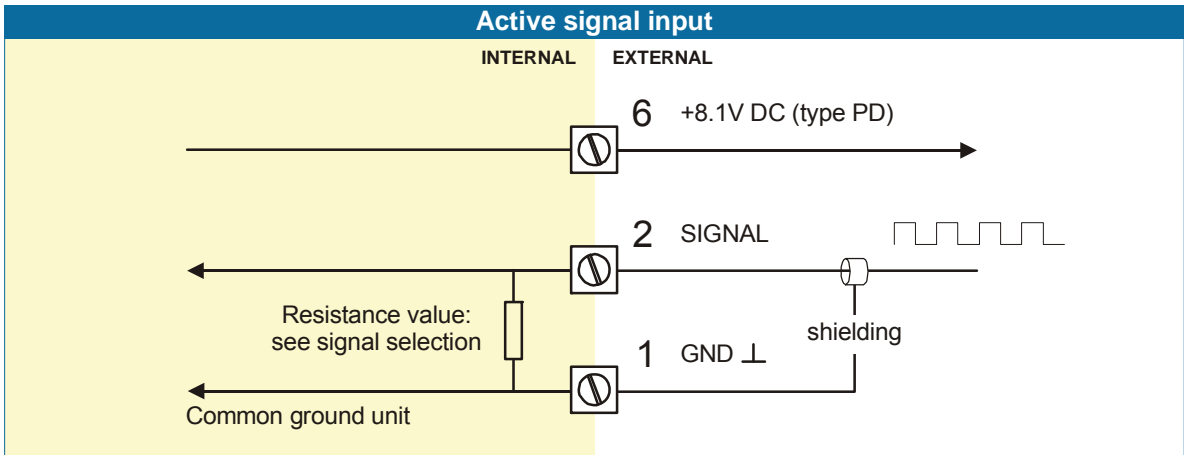 Active signal input
INTERNAL EXTERNAL
6 +8.1V DC (type PD)
2 SIGNAL
Resistance value:
see signal selection
shielding
1 GND ⊥
Common ground unit